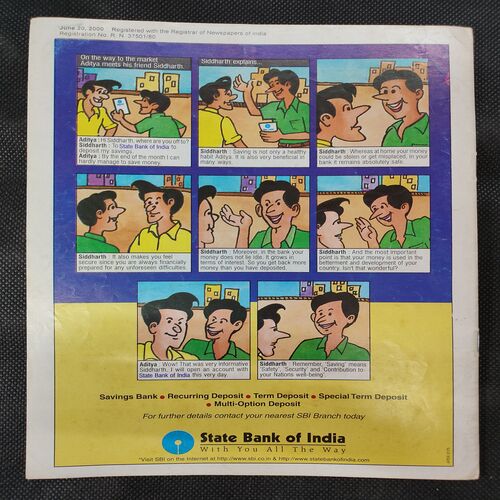 June 20, 2000 Registered with the Registrar of Newspapers of India
Registration No. R. N. 37501/80
On the way to the market
Aditya meets his friend Siddharth.
Aditya : Hi Siddharth, where are you off to?
Siddharth : To State Bank of India to
deposit my savings.
Aditya : By the end of the month I can
hardly manage to save money.
Siddharth explains...
Siddharth : Saving is not only a healthy
habit Aditya. It is also very beneficial in
many ways.
Siddharth : Whereas at home your money
could be stolen or get misplaced, in your
bank it remains absolutely safe.
Siddharth : It also makes you feel
secure since you are always financially
prepared for any unforseen difficulties.
Siddharth : Moreover, in the bank your
money does not lie idle. It grows in
terms of interest. So you get back more
money than you have deposited.
Siddharth : And the most important
point is that your money is used in the
betterment and development of your
country. Isn't that wonderful?
Aditya : Wow! That was very informative
Siddharth. I will open an account with
State Bank of India this very day.
Siddharth : Remember, 'Saving' means
'Safety', 'Security' and 'Contribution to
your Nations well-being'.
Savings Bank • Recurring Deposit • Term Deposit • Special Term Deposit
• Multi-Option Deposit
For further details contact your nearest SBI Branch today
State Bank of India
With You All The Way
*Visit SBI on the Internet at http://www.sbi.co.in & http://www.statebankofindia.com